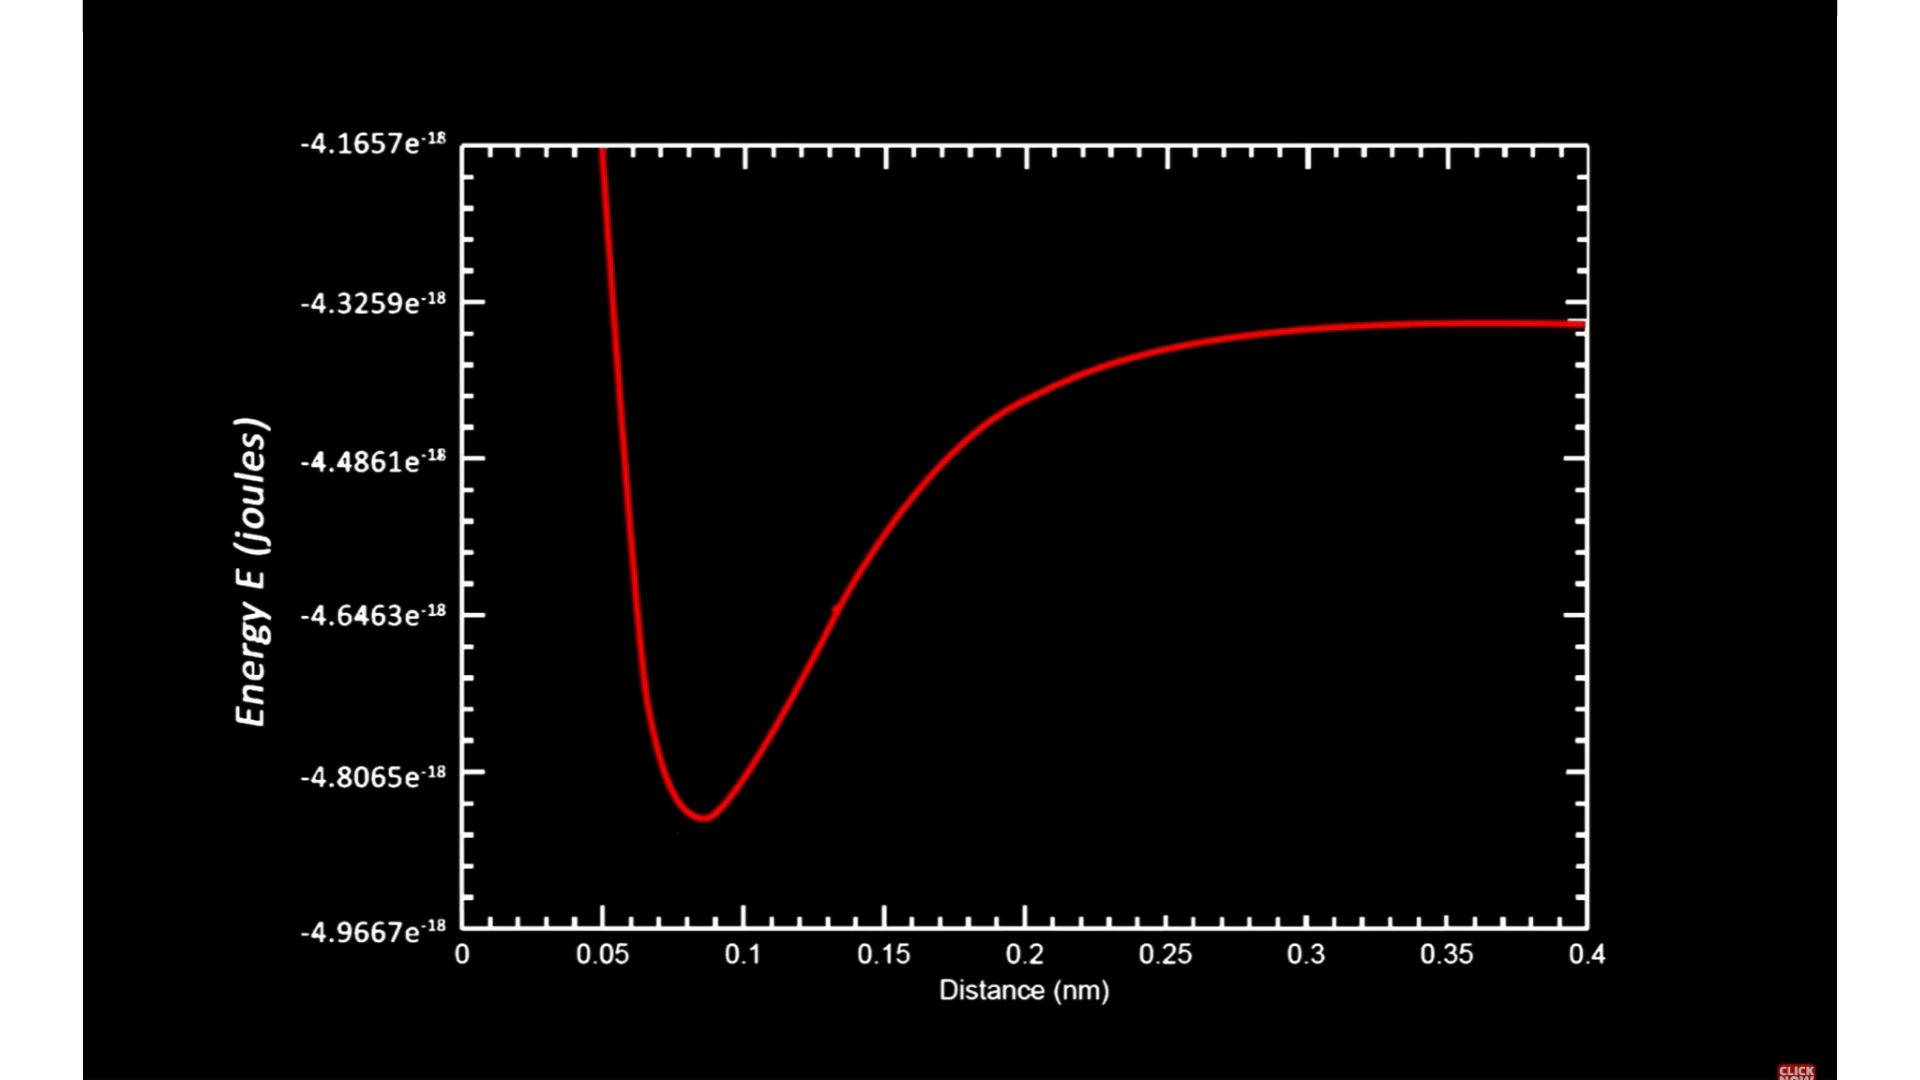 -4.1657e-18
-4.3259e-18
-4.4861e-18
-4.6463e-18
-4.8065e-18
-4.9667e-18
Energy E (joules)
0 0.05 0.1 0.15 0.2 0.25 0.3 0.35 0.4
Distance (nm)
CLICK
NOW